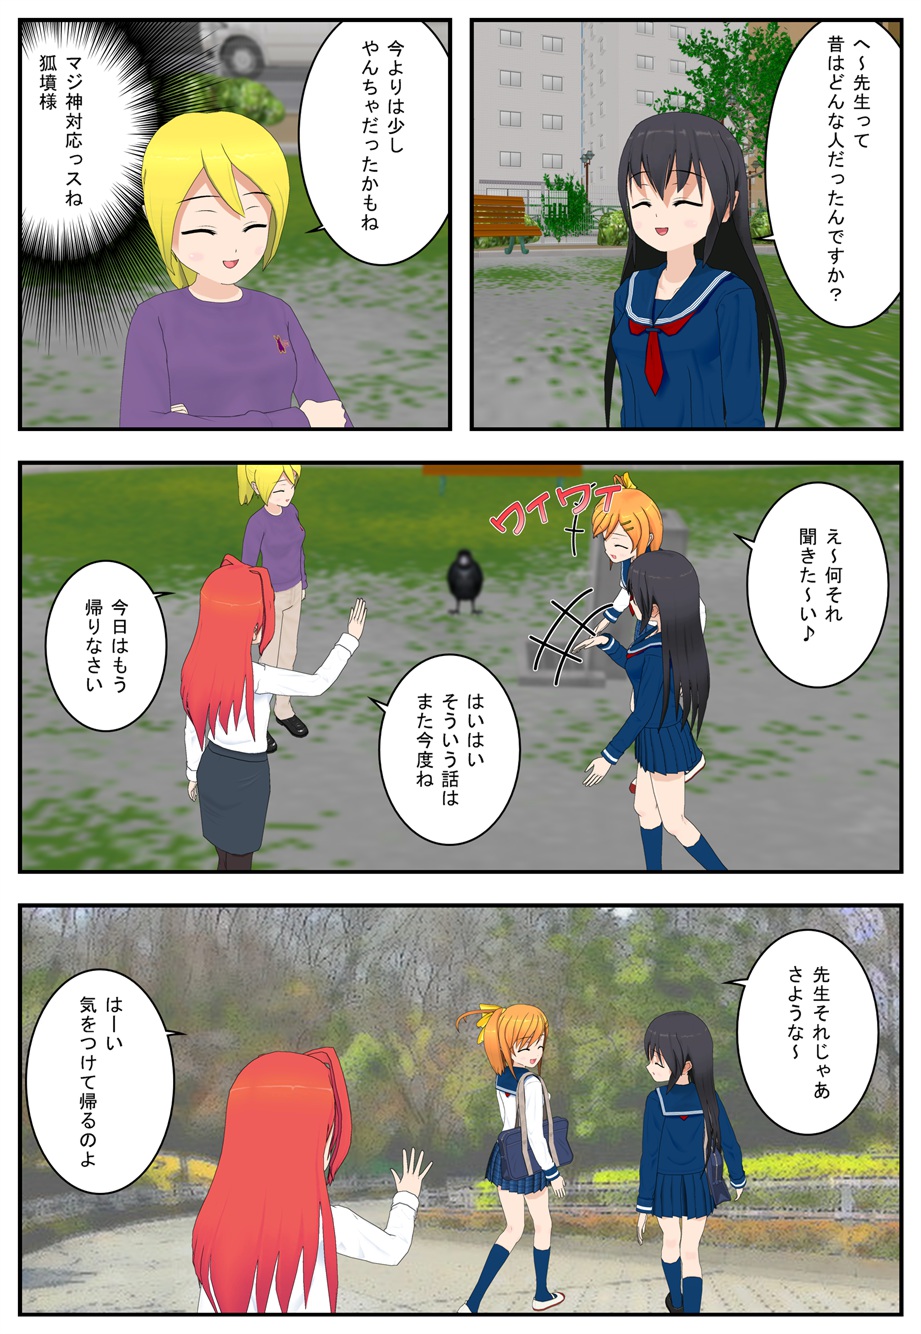 へ～先生って
昔はどんな人だったんですか？
今よりは少し
やんちゃだったかもね
マジ神対応っスね
狐墳様
ワイワイ
え～何それ
聞きた～い♪
はいはい
そういう話は
また今度ね
今日はもう
帰りなさい
先生それじゃあ
さような～
はーい
気をつけて帰るのよ